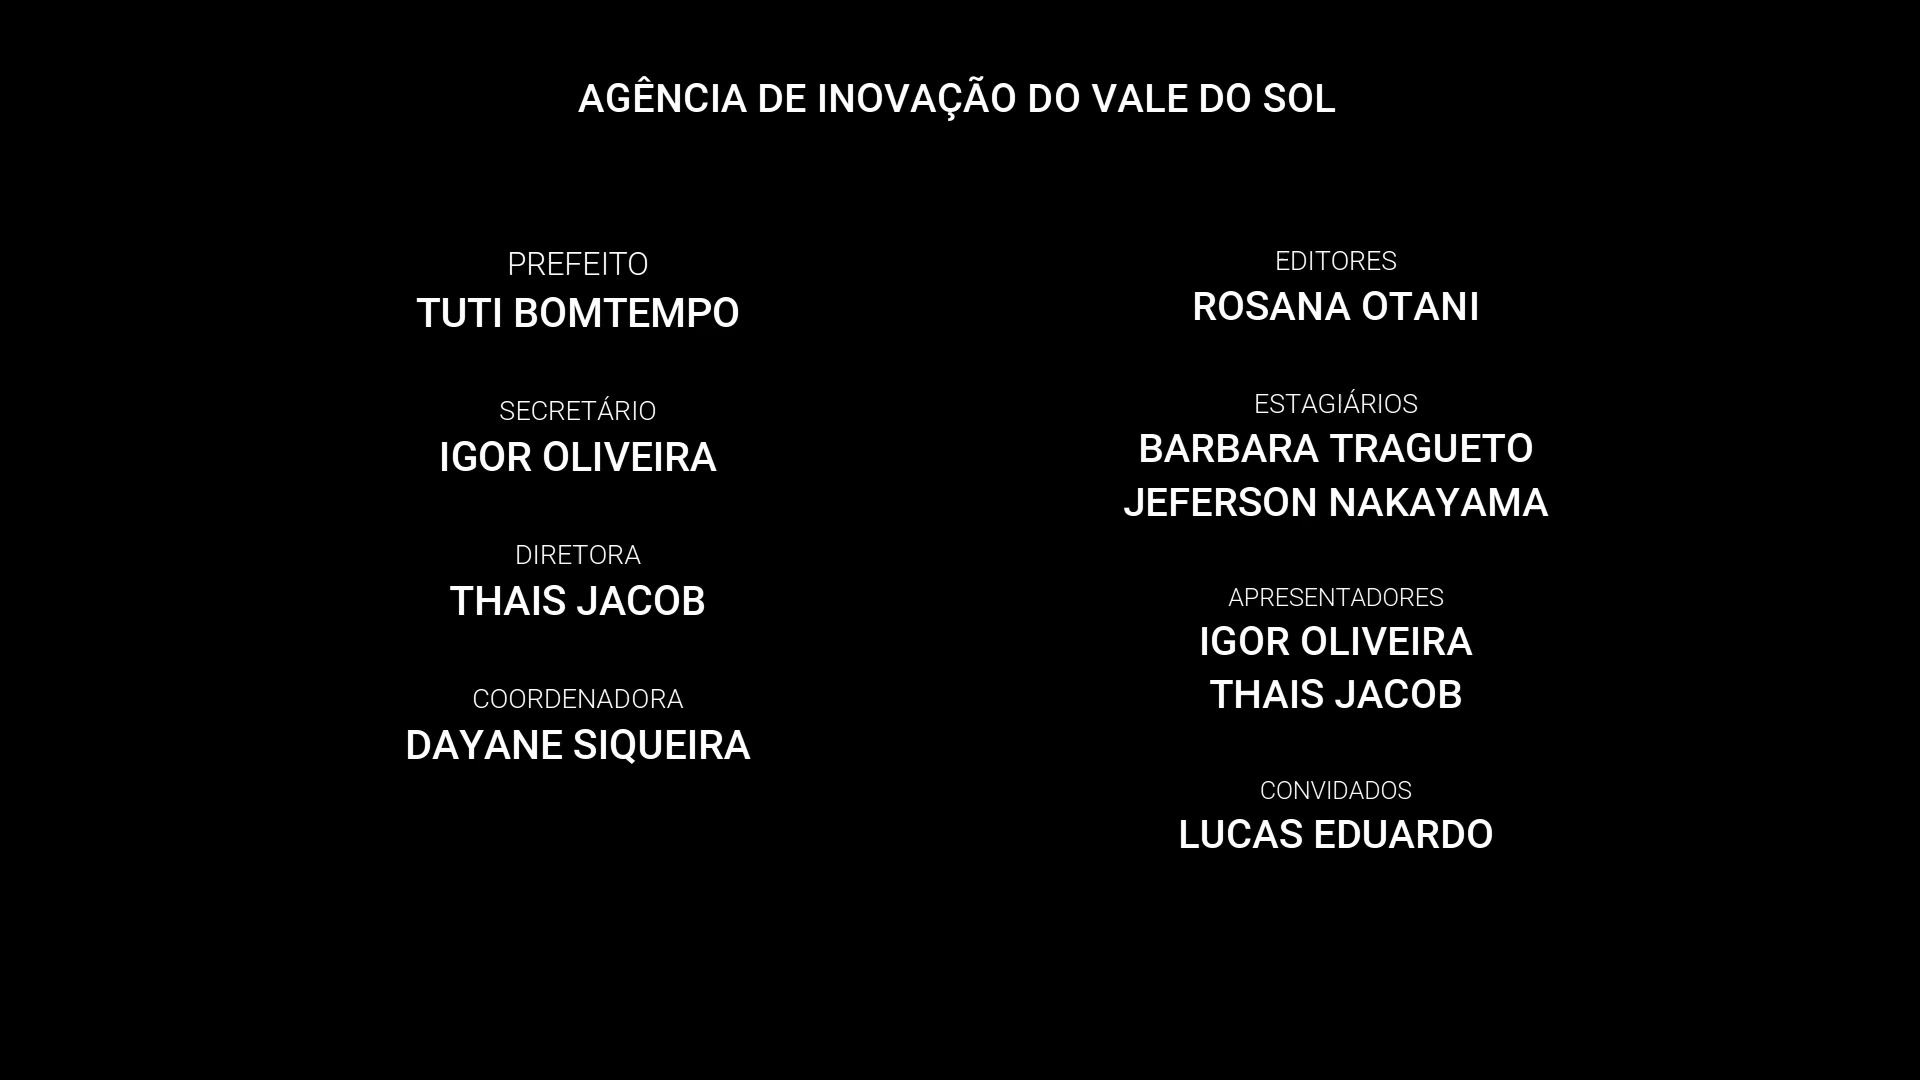 AGÊNCIA DE INOVAÇÃO DO VALE DO SOL
PREFEITO
TUTI BOMTEMPO
SECRETÁRIO
IGOR OLIVEIRA
DIRETORA
THAIS JACOB
COORDENADORA
DAYANE SIQUEIRA
EDITORES
ROSANA OTANI
ESTAGIÁRIOS
BARBARA TRAGUETO
JEFERSON NAKAYAMA
APRESENTADORES
IGOR OLIVEIRA
THAIS JACOB
CONVIDADOS
LUCAS EDUARDO